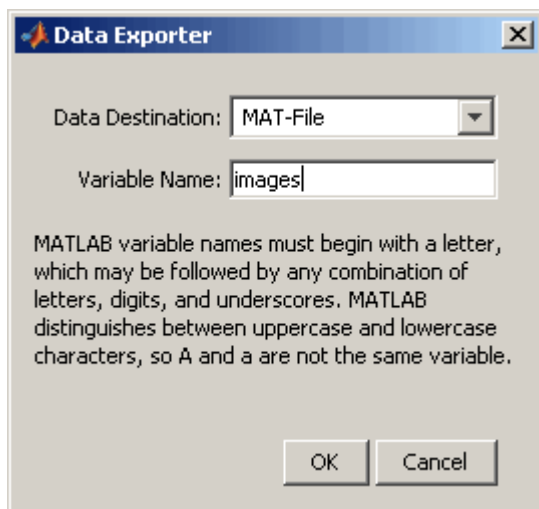 Data Exporter
Data Destination: MAT-File
Variable Name: images
MATLAB variable names must begin with a letter,
which may be followed by any combination of
letters, digits, and underscores. MATLAB
distinguishes between uppercase and lowercase
characters, so A and a are not the same variable.
OK Cancel